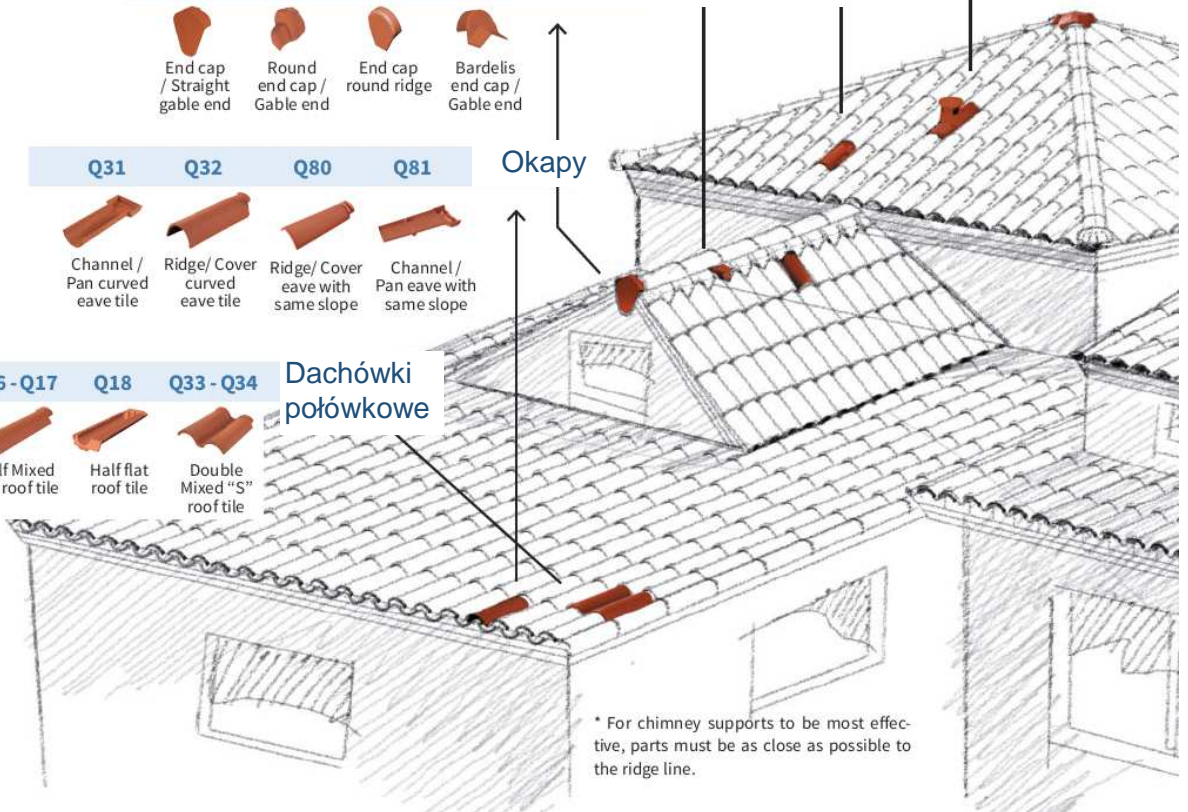 End cap
/ Straight
gable end
Round
end cap /
Gable end
End cap
round ridge
Bardelis
end cap /
Gable end
Q31 Q32 Q80 Q81
Okapy
Channel /
Pan curved
eave tile
Ridge/ Cover
curved
eave tile
Ridge/ Cover
eave with
same slope
Channel /
Pan eave with
same slope
6 - Q17 Q18 Q33 - Q34
Dachówki
połówkowe
lf Mixed
roof tile
Half flat
roof tile
Double
Mixed “S”
roof tile
* For chimney supports to be most effec-
tive, parts must be as close as possible to
the ridge line.